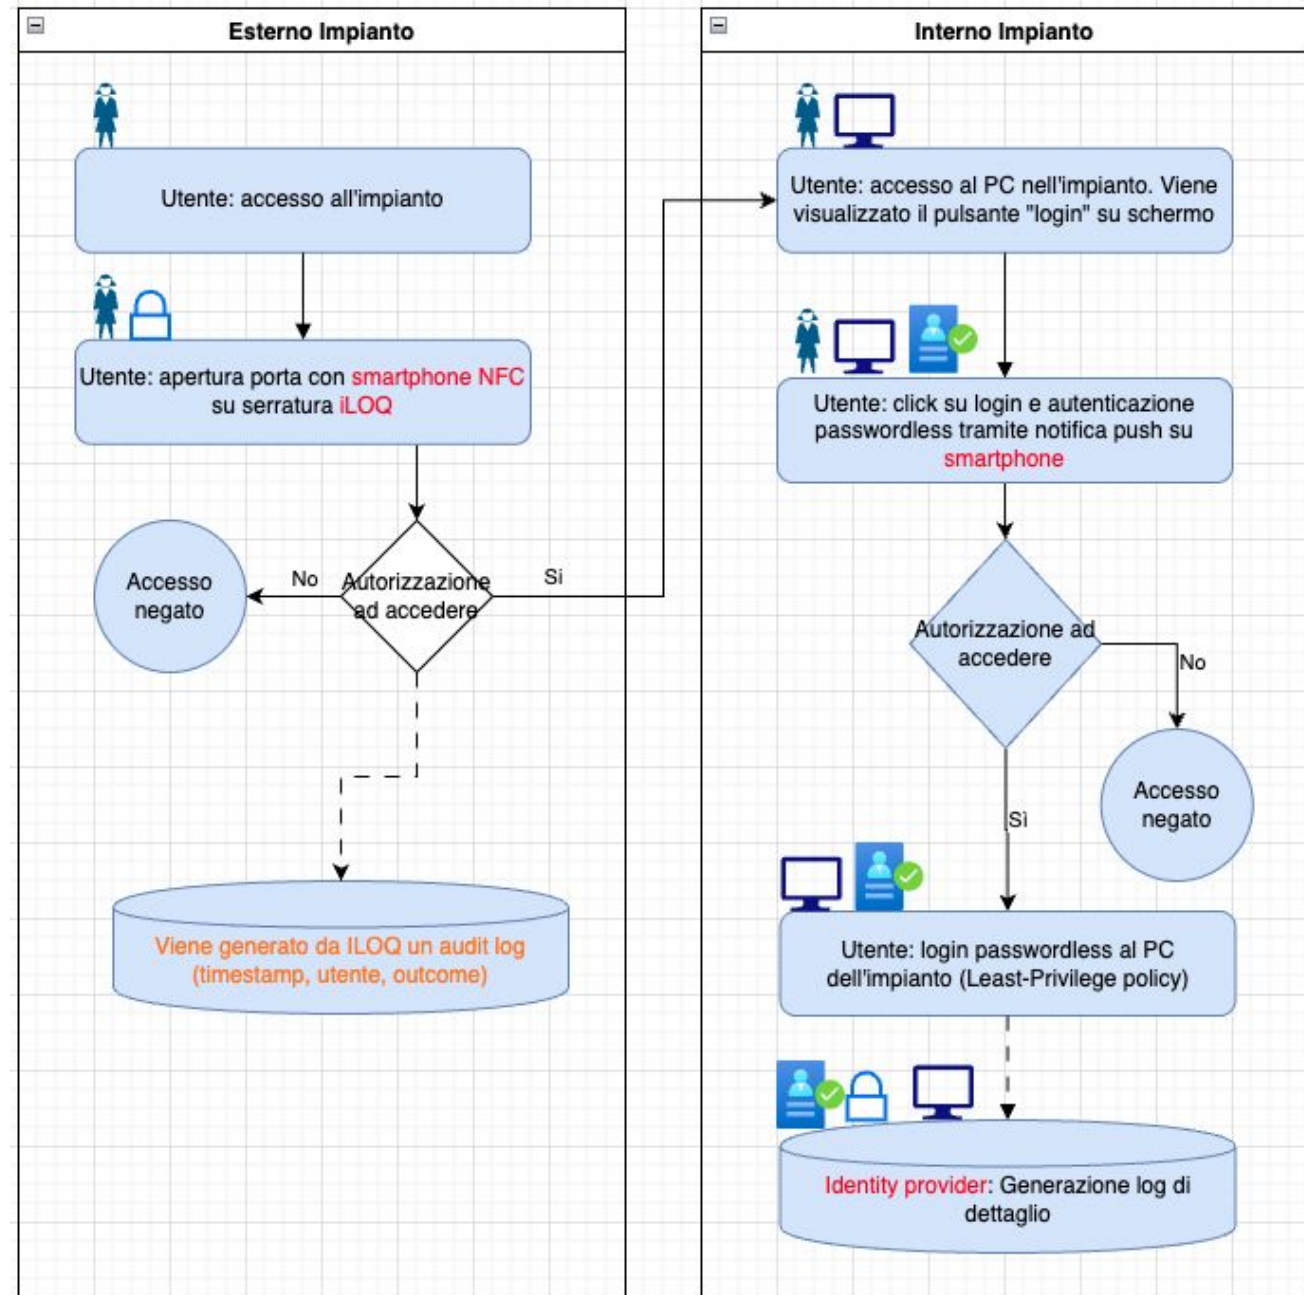 Esterno Impianto
Utente: accesso all'impianto
Utente: apertura porta con smartphone NFC
su serratura iLOQ
Accesso
negato
No
Autorizzazione
ad accedere
Si
Viene generato da ILOQ un audit log
(timestamp, utente, outcome)
Interno Impianto
Utente: accesso al PC nell'impianto. Viene
visualizzato il pulsante "login" su schermo
Utente: click su login e autenticazione
passwordless tramite notifica push su
smartphone
Autorizzazione ad
accedere
No
Accesso
negato
Sì
Utente: login passwordless al PC
dell'impianto (Least-Privilege policy)
Identity provider: Generazione log di
dettaglio